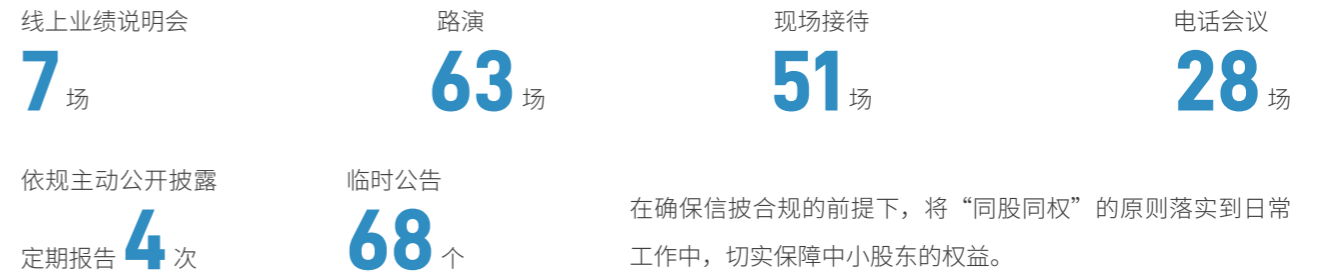 线上业绩说明会
7 场
路演
63 场
现场接待
51 场
电话会议
28 场
依规主动公开披露
定期报告 4 次
临时公告
68 个
在确保信披合规的前提下，将“同股同权”的原则落实到日常
工作中，切实保障中小股东的权益。